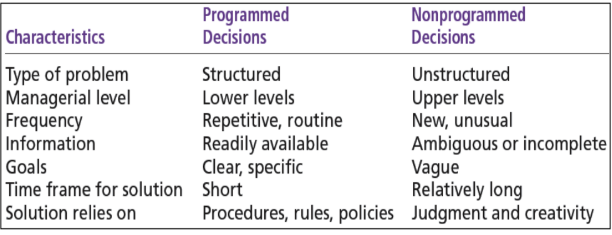 Programmed Nonprogrammed
Characteristics Decisions Decisions
Type of problem Structured Unstructured
Managerial level Lower levels Upper levels
Frequency Repetitive, routine New, unusual
Information Readily available Ambiguous or incomplete
Goals Clear, specific Vague
Time frame for solution Short Relatively long
Solution relies on Procedures, rules, policies Judgment and creativity